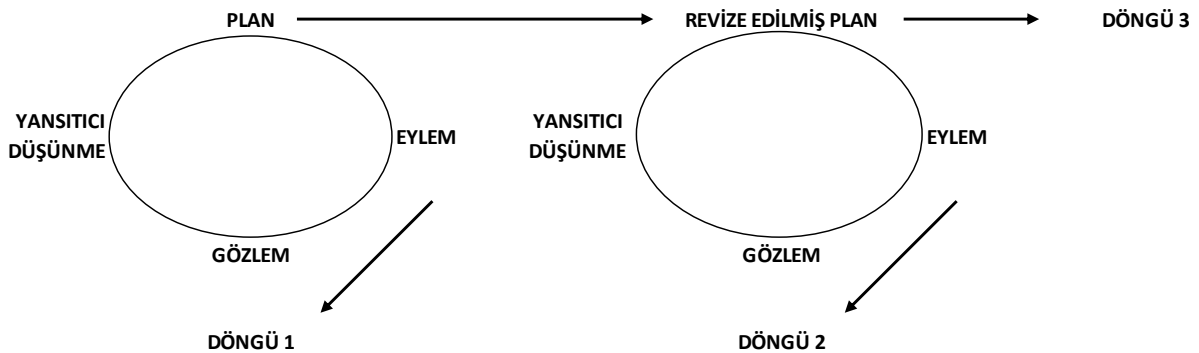 PLAN
REVİZE EDİLMİŞ PLAN
DÖNGÜ 3
YANSITICI
DÜŞÜNME
EYLEM
YANSITICI
DÜŞÜNME
EYLEM
GÖZLEM
GÖZLEM
DÖNGÜ 1
DÖNGÜ 2